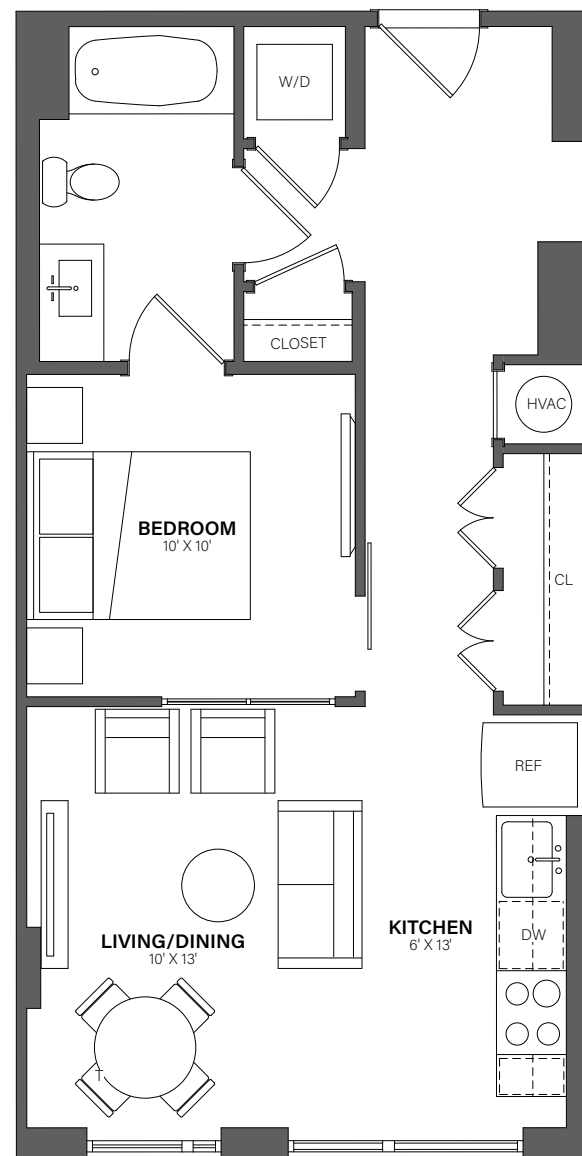 W/D
CLOSET
HVAC
BEDROOM
10' X 10'
CL
REF
KITCHEN
6' X 13'
DW
LIVING/DINING
10' X 13'
T